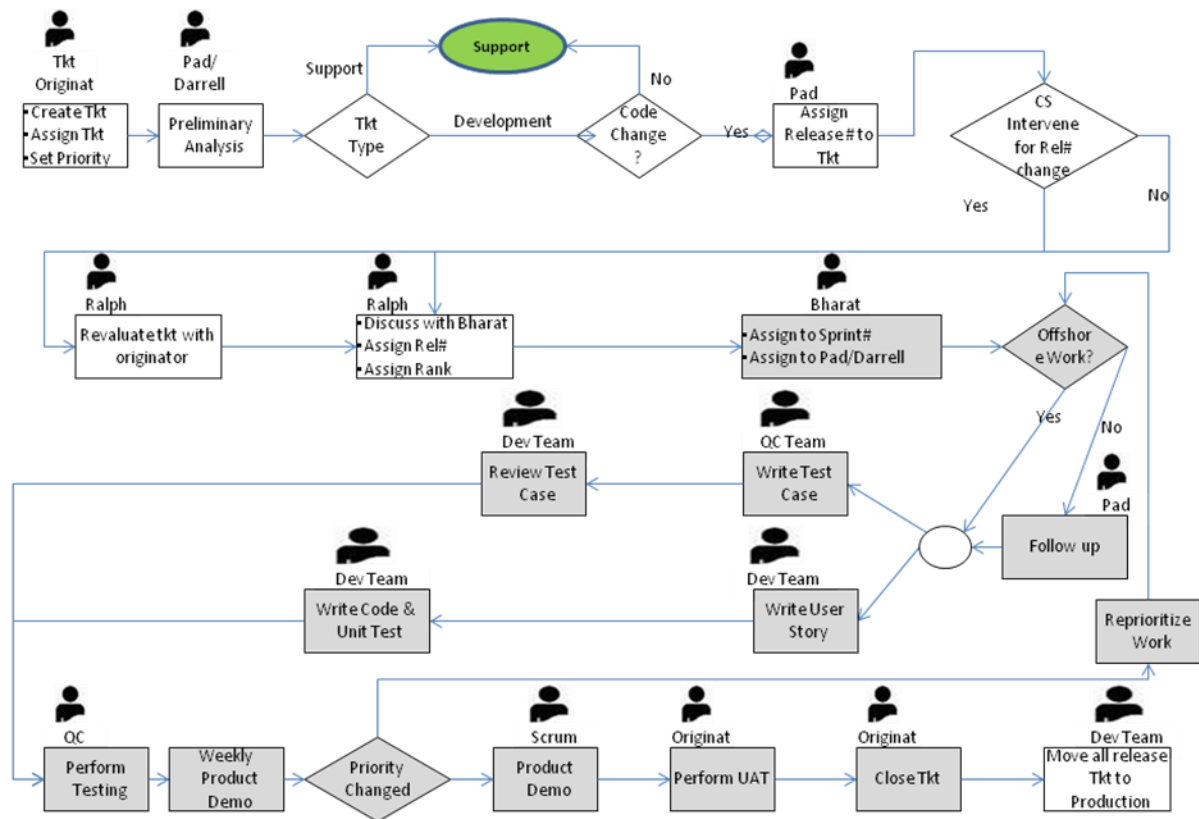 Tkt
Originat
Pad/
Darrell
Support
Support
No
Pad
▪Create Tkt
▪Assign Tkt
▪Set Priority
Preliminary
Analysis
Tkt
Type
Development
Code
Change
?
Yes
Assign
Release # to
Tkt
CS
Intervene
for Rel#
change
Yes
No
Ralph
Revaluate tkt with
originator
Ralph
▪Discuss with Bharat
▪Assign Rel#
▪Assign Rank
Bharat
▪Assign to Sprint#
▪Assign to Pad/Darrell
Offshor
e Work?
Yes
No
Dev Team
Review Test
Case
QC Team
Write Test
Case
Pad
Follow up
Dev Team
Write Code &
Unit Test
Dev Team
Write User
Story
Reprioritize
Work
QC
Perform
Testing
Weekly
Product
Demo
Priority
Changed
Scrum
Product
Demo
Originat
Perform UAT
Originat
Close Tkt
Dev Team
Move all release
Tkt to
Production